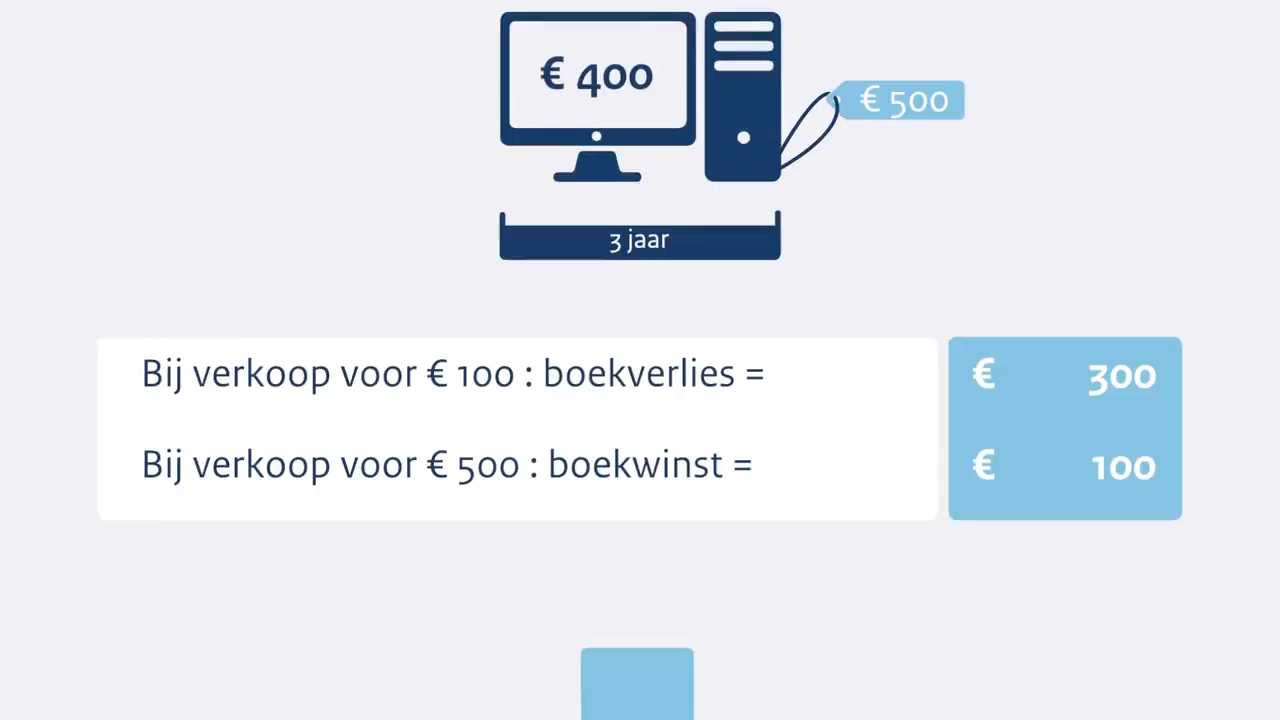 € 400
€ 500
3 jaar
Bij verkoop voor € 100 : boekverlies = € 300
Bij verkoop voor € 500 : boekwinst = € 100